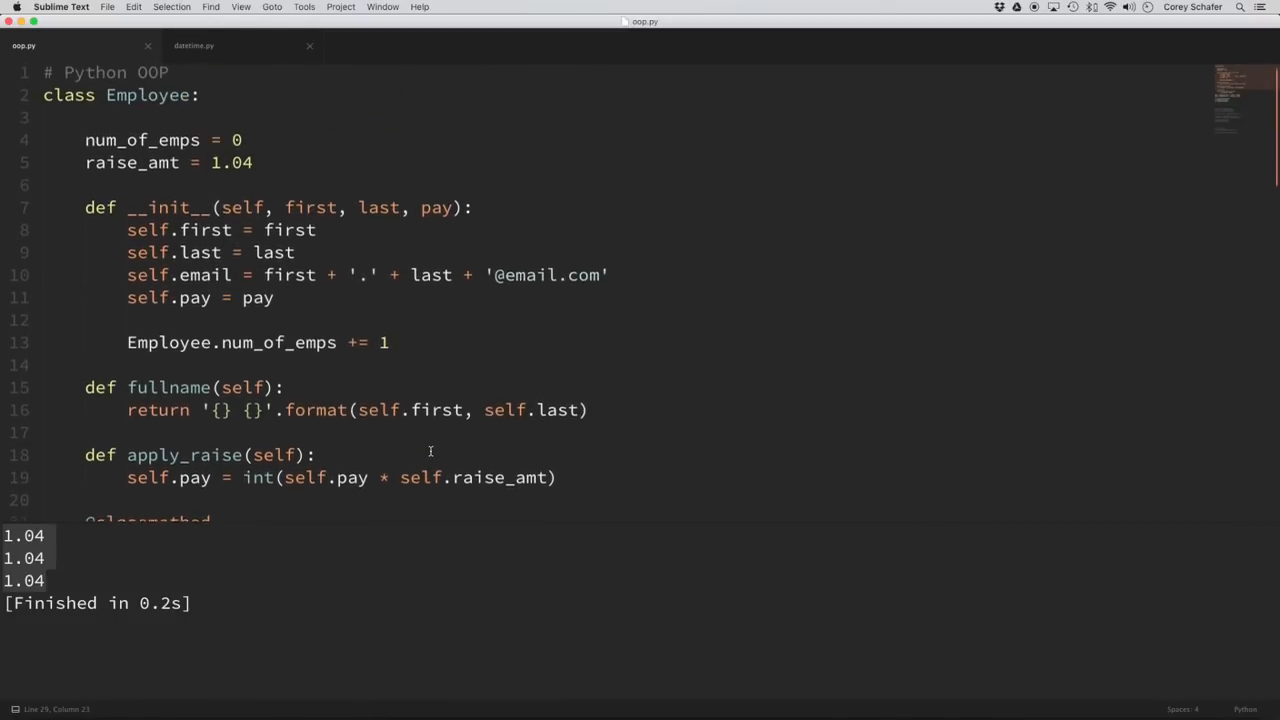 Sublime Text File Edit Selection Find View Goto Tools Project Window Help Corey Schafer
oop.py
oop.py datetime.py
1 # Python OOP
2 class Employee:
3
4 num_of_emps = 0
5 raise_amt = 1.04
6
7 def __init__(self, first, last, pay):
8 self.first = first
9 self.last = last
10 self.email = first + '.' + last + '@email.com'
11 self.pay = pay
12
13 Employee.num_of_emps += 1
14
15 def fullname(self):
16 return '{} {}'.format(self.first, self.last)
17
18 def apply_raise(self):
19 self.pay = int(self.pay * self.raise_amt)
20
21 @classmethod
1.04
1.04
1.04
[Finished in 0.2s]
Line 29, Column 23 Spaces: 4 Python